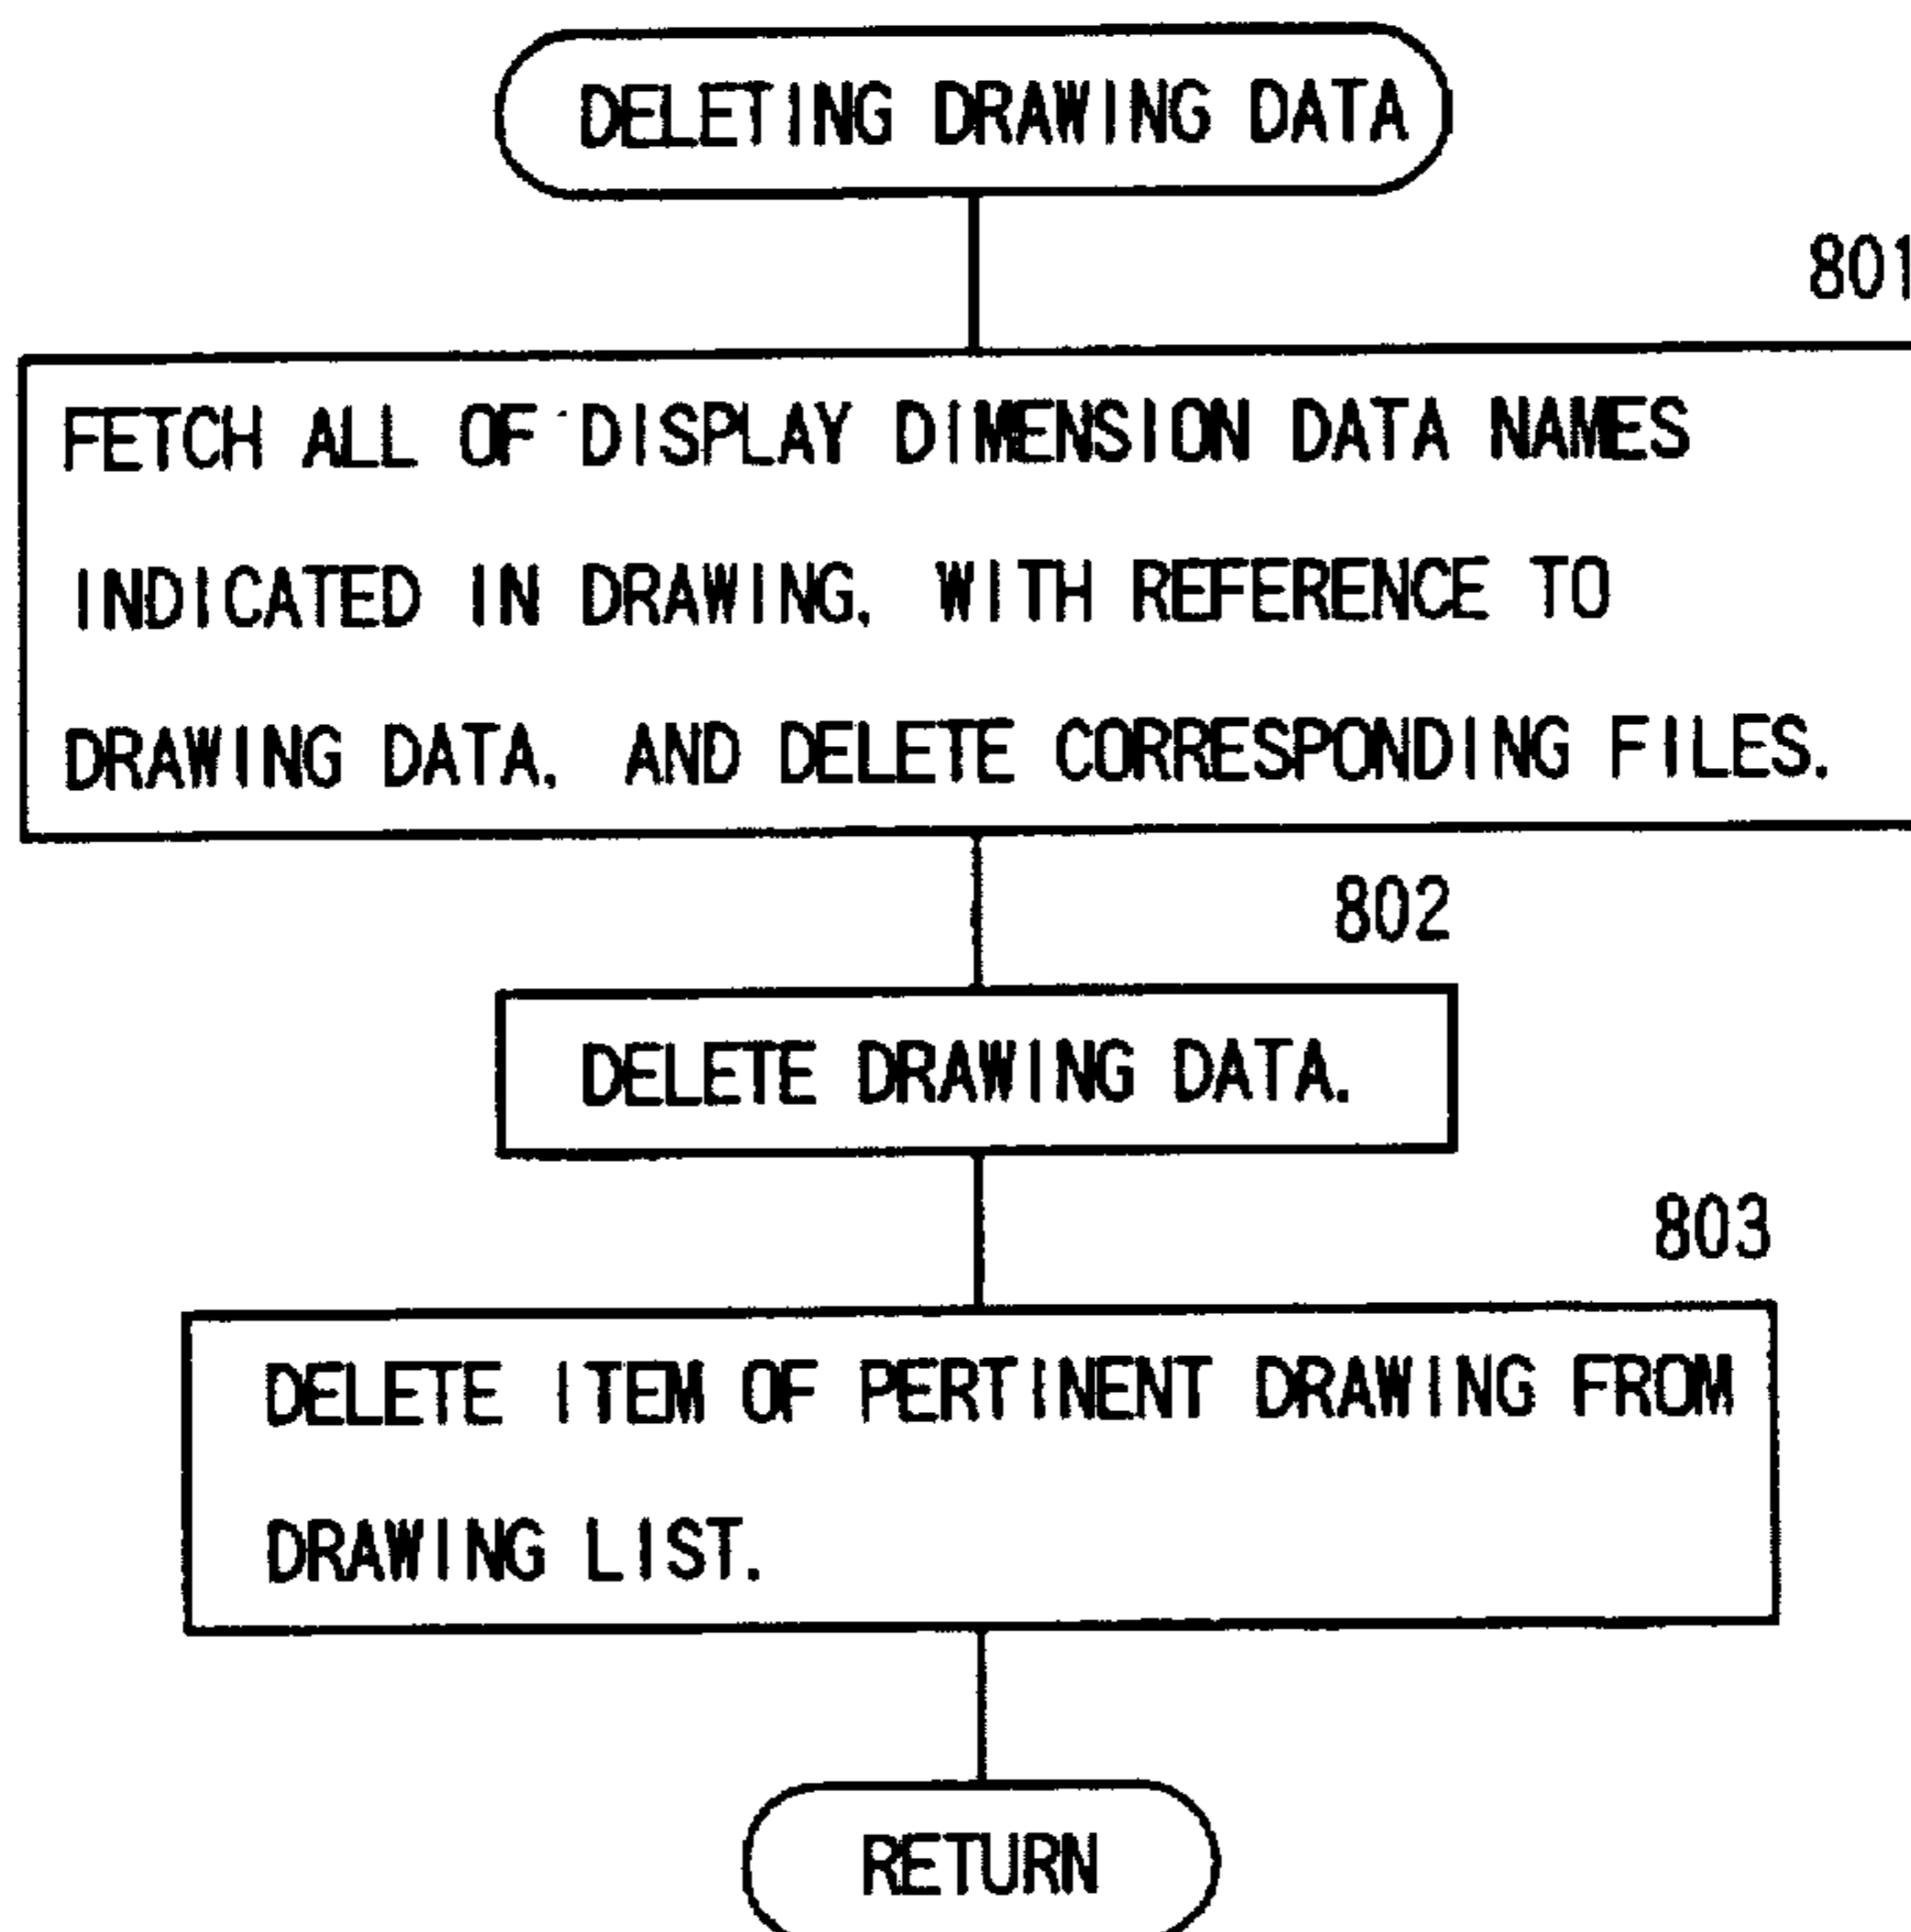 DELETING DRAWING DATA
801
FETCH ALL OF DISPLAY DIMENSION DATA NAMES
INDICATED IN DRAWING, WITH REFERENCE TO
DRAWING DATA, AND DELETE CORRESPONDING FILES.
802
DELETE DRAWING DATA.
803
DELETE ITEM OF PERTINENT DRAWING FROM
DRAWING LIST.
RETURN